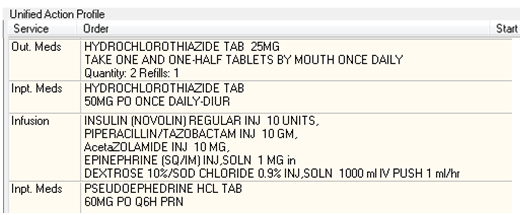 Unified Action Profile
Service Order Start
Out. Meds HYDROCHLOROTHIAZIDE TAB 25MG
TAKE ONE AND ONE-HALF TABLETS BY MOUTH ONCE DAILY
Quantity: 2 Refills: 1
Inpt. Meds HYDROCHLOROTHIAZIDE TAB
50MG PO ONCE DAILY-DIUR
Infusion INSULIN (NOVOLIN) REGULAR INJ 10 UNITS,
PIPERACILLIN/TAZOBACTAM INJ 10 GM,
AcetaZOLAMIDE INJ 10 MG,
EPINEPHRINE (SQ/IM) INJ,SOLN 1 MG in
DEXTROSE 10%/SOD CHLORIDE 0.9% INJ,SOLN 1000 ml IV PUSH 1 ml/hr
Inpt. Meds PSEUDOEPHEDRINE HCL TAB
60MG PO Q6H PRN